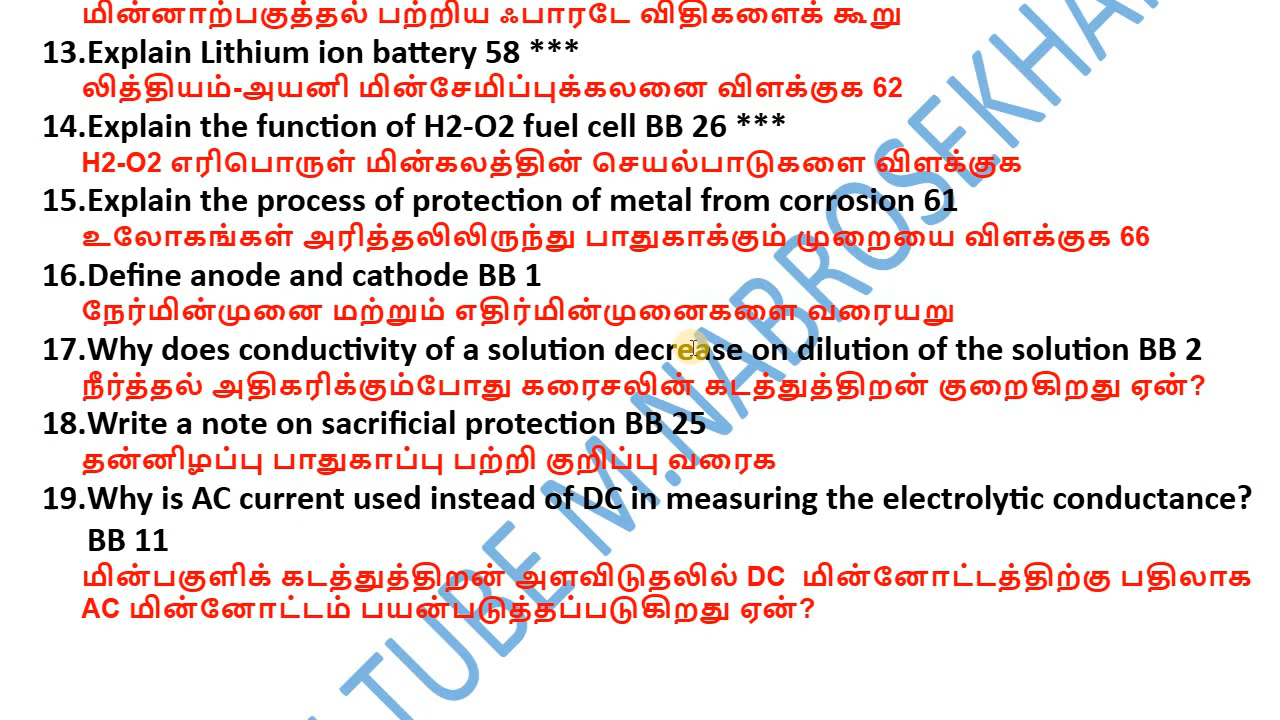 மின்னாற்பகுத்தல் பற்றிய ஃபாரடே விதிகளைக் கூறு
13.Explain Lithium ion battery 58 ***
லித்தியம்-அயனி மின்சேமிப்புக்கலனை விளக்குக 62
14.Explain the function of H2-O2 fuel cell BB 26 ***
H2-O2 எரிபொருள் மின்கலத்தின் செயல்பாடுகளை விளக்குக
15.Explain the process of protection of metal from corrosion 61
உலோகங்கள் அரித்தலிலிருந்து பாதுகாக்கும் முறையை விளக்குக 66
16.Define anode and cathode BB 1
நேர்மின்முனை மற்றும் எதிர்மின்முனைகளை வரையறு
17.Why does conductivity of a solution decrease on dilution of the solution BB 2
நீர்த்தல் அதிகரிக்கும்போது கரைசலின் கடத்துத்திறன் குறைகிறது ஏன்?
18.Write a note on sacrificial protection BB 25
தன்னிழப்பு பாதுகாப்பு பற்றி குறிப்பு வரைக
19.Why is AC current used instead of DC in measuring the electrolytic conductance?
BB 11
மின்பகுளிக் கடத்துத்திறன் அளவிடுதலில் DC மின்னோட்டத்திற்கு பதிலாக
AC மின்னோட்டம் பயன்படுத்தப்படுகிறது ஏன்?
TUBE M.NABROSEKHA